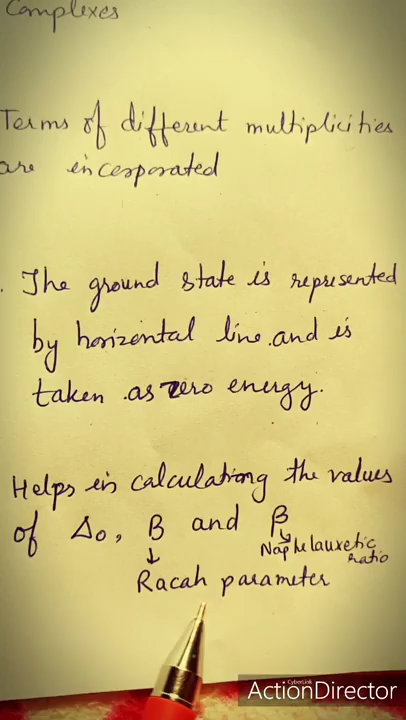 Complexes
Terms of different multiplicities
are incorporated
. The ground state is represented
by horizontal line and is
taken as zero energy.
Helps in calculating the values
of Δo, B and β
Nephelauxetic
ratio
Racah parameter
CyberLink
ActionDirector